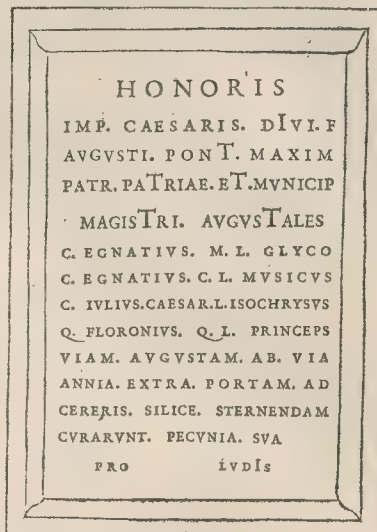 HONORIS
IMP. CAESARIS. DIVI. F
AVGVSTI. PONT. MAXIM
PATR. PATRIAE. ET. MVNICIP
MAGISTRI. AVGVSTALES
C. EGNATIVS. M. L. GLYCO
C. EGNATIVS. C. L. MVSICVS
C. IVLIVS. CAESAR. L. ISOCHRYSVS
Q. FLORONIVS. Q. L. PRINCEPS
VIAM. AVGVSTAM. AB. VIA
ANNIA. EXTRA. PORTAM. AD
CERERIS. SILICE. STERNENDAM
CVRARVNT. PECVNIA. SVA
PRO LVDIS